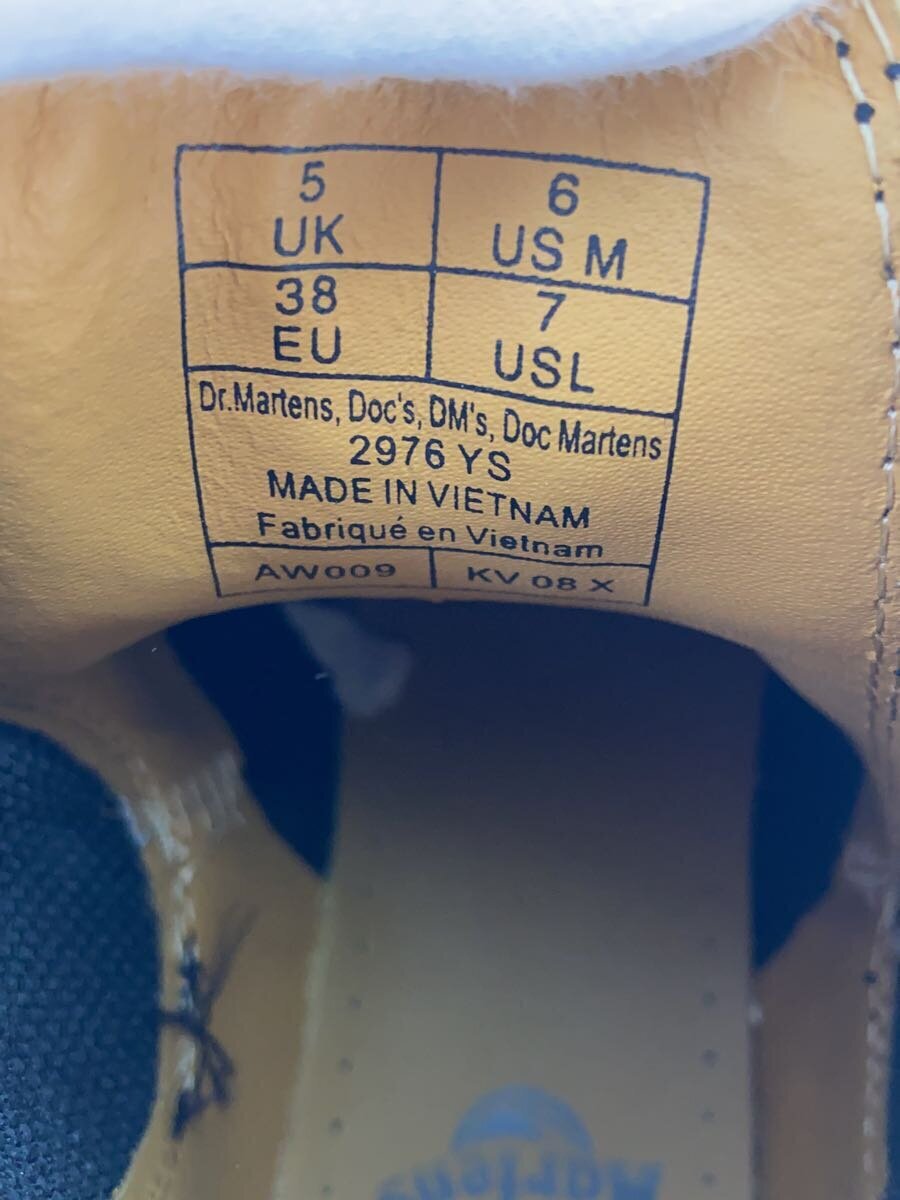 5 6
UK US M
38 7
EU USL
Dr.Martens, Doc's, DM's, Doc Martens
2976 YS
MADE IN VIETNAM
Fabriqué en Vietnam
AW009 KV 08 X
Martens